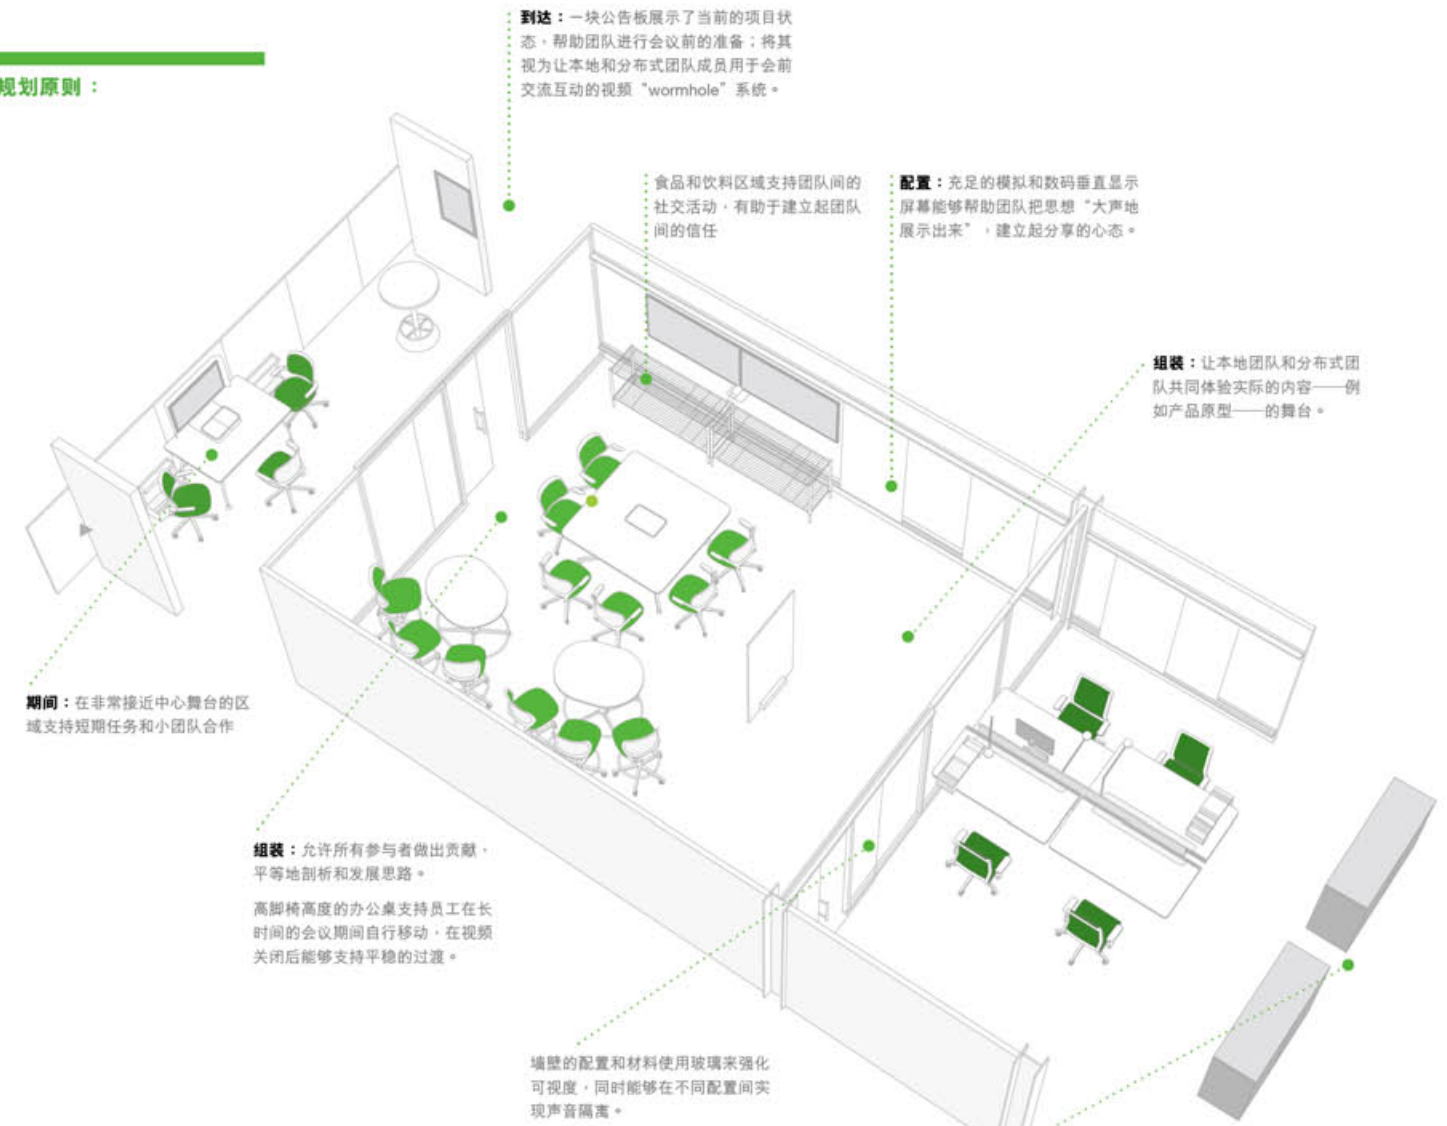 规划原则：
到达：一块公告板展示了当前的项目状
态，帮助团队进行会议前的准备；将其
视为让本地和分布式团队成员用于会前
交流互动的视频“wormhole”系统。
食品和饮料区域支持团队间的
社交活动，有助于建立起团队
间的信任
配置：充足的模拟和数码垂直显示
屏幕能够帮助团队把思想“大声地
展示出来”，建立起分享的心态。
组装：让本地团队和分布式团
队共同体验实际的内容——例
如产品原型——的舞台。
期间：在非常接近中心舞台的区
域支持短期任务和小团队合作
组装：允许所有参与者做出贡献，
平等地剖析和发展思路。
高脚椅高度的办公桌支持员工在长
时间的会议期间自行移动，在视频
关闭后能够支持平稳的过渡。
墙壁的配置和材料使用玻璃来强化
可视度，同时能够在不同配置间实
现声音隔离。